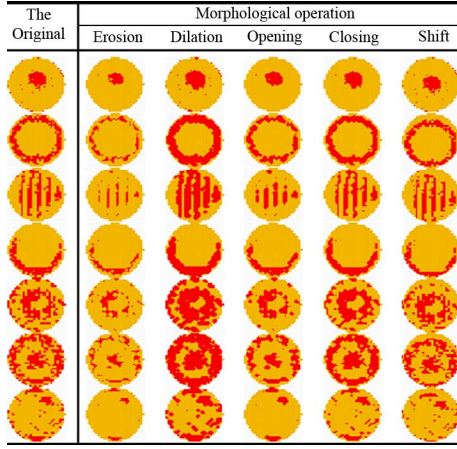 The
Original
Morphological operation
Erosion Dilation Opening Closing Shift